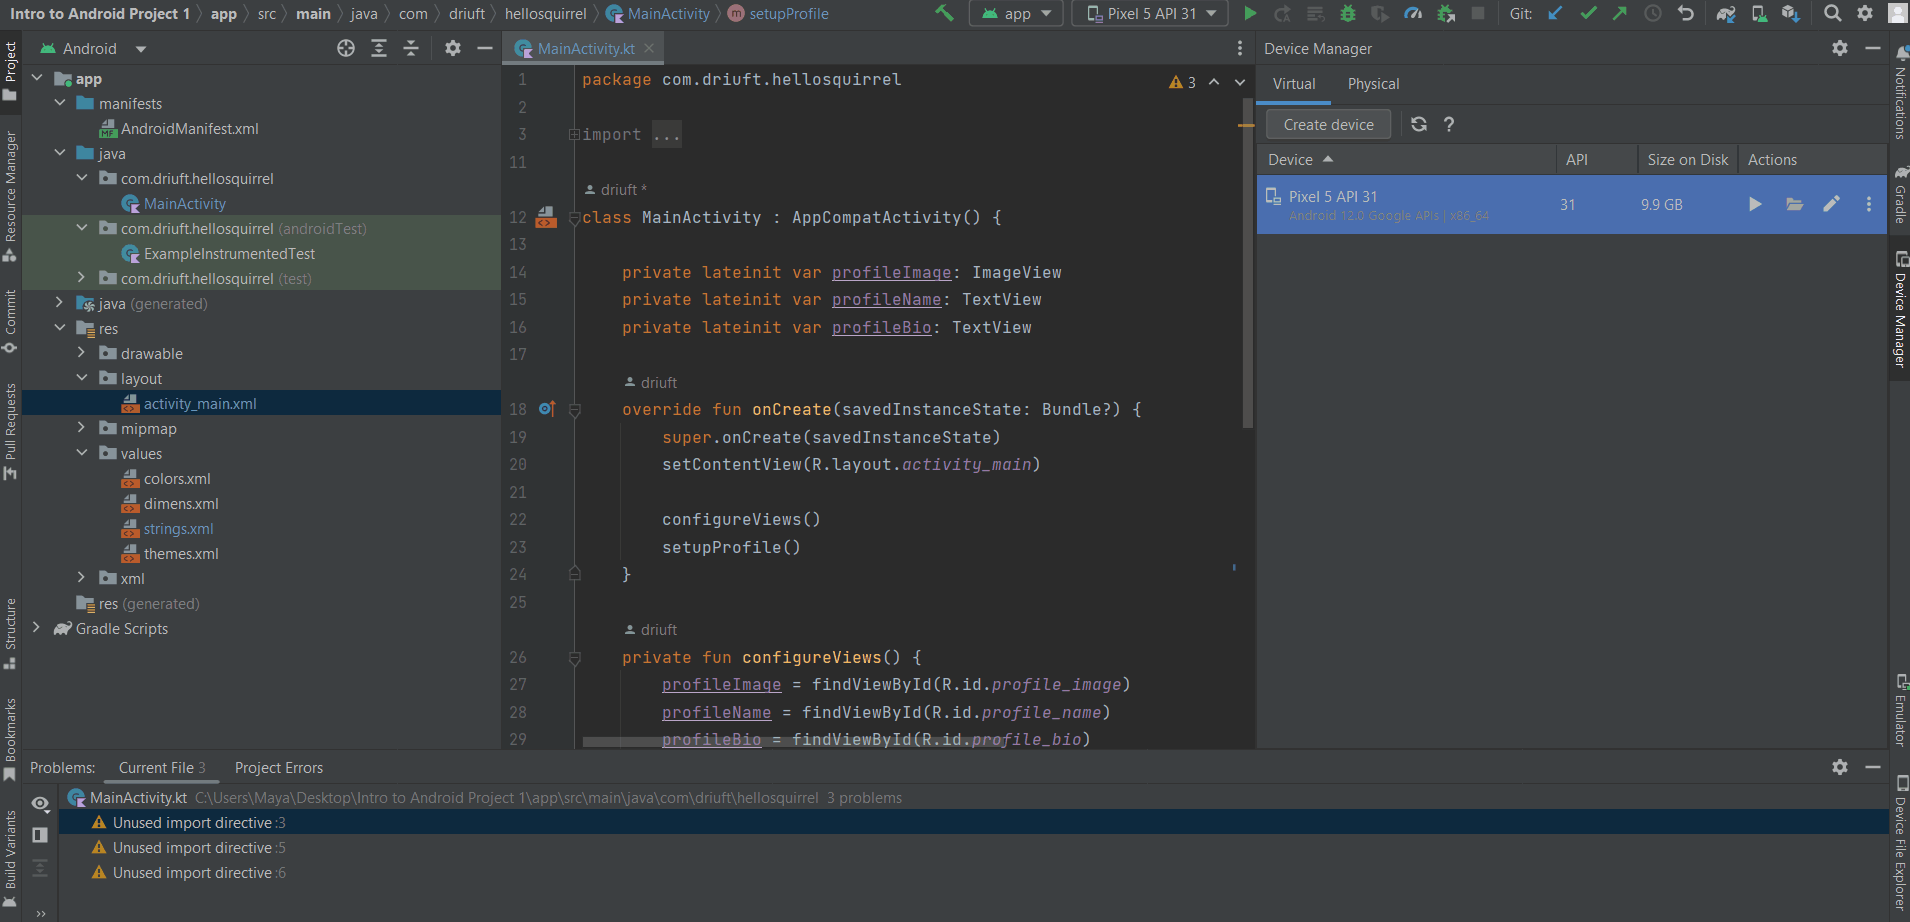 Intro to Android Project 1 app src main java com driuft hellosquirrel MainActivity m setupProfile
app
Pixel 5 API 31
Git:
Android
MainActivity.kt
Device Manager
Project
Resource Manager
Commit
Pull Requests
Structure
Bookmarks
Build Variants
app
manifests
MF AndroidManifest.xml
java
com.driuft.hellosquirrel
MainActivity
com.driuft.hellosquirrel (androidTest)
ExampleInstrumentedTest
com.driuft.hellosquirrel (test)
java (generated)
res
drawable
layout
activity_main.xml
mipmap
values
colors.xml
dimens.xml
strings.xml
themes.xml
xml
res (generated)
Gradle Scripts
3
1 package com.driuft.hellosquirrel
2
3 import ...
11
driuft *
12 class MainActivity : AppCompatActivity() {
13
14 private lateinit var profileImage: ImageView
15 private lateinit var profileName: TextView
16 private lateinit var profileBio: TextView
17
driuft
18 override fun onCreate(savedInstanceState: Bundle?) {
19 super.onCreate(savedInstanceState)
20 setContentView(R.layout.activity_main)
21
22 configureViews()
23 setupProfile()
24 }
25
driuft
26 private fun configureViews() {
27 profileImage = findViewById(R.id.profile_image)
28 profileName = findViewById(R.id.profile_name)
29 profileBio = findViewById(R.id.profile_bio)
Virtual Physical
Create device ?
Device API Size on Disk Actions
Pixel 5 API 31 31 9.9 GB
Android 12.0 Google APIs | x86_64
Notifications
Gradle
Device Manager
Emulator
Device File Explorer
Problems: Current File 3 Project Errors
MainActivity.kt C:\Users\Maya\Desktop\Intro to Android Project 1\app\src\main\java\com\driuft\hellosquirrel 3 problems
Unused import directive :3
Unused import directive :5
Unused import directive :6